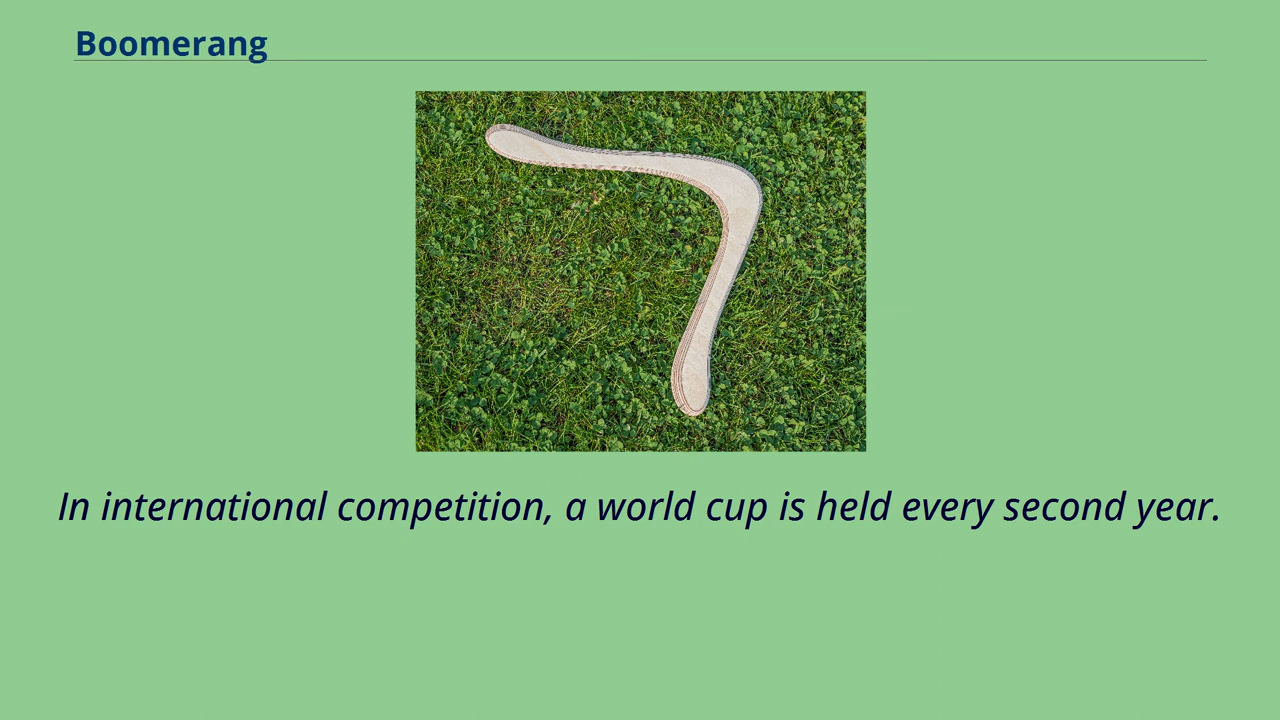 Boomerang
In international competition, a world cup is held every second year.